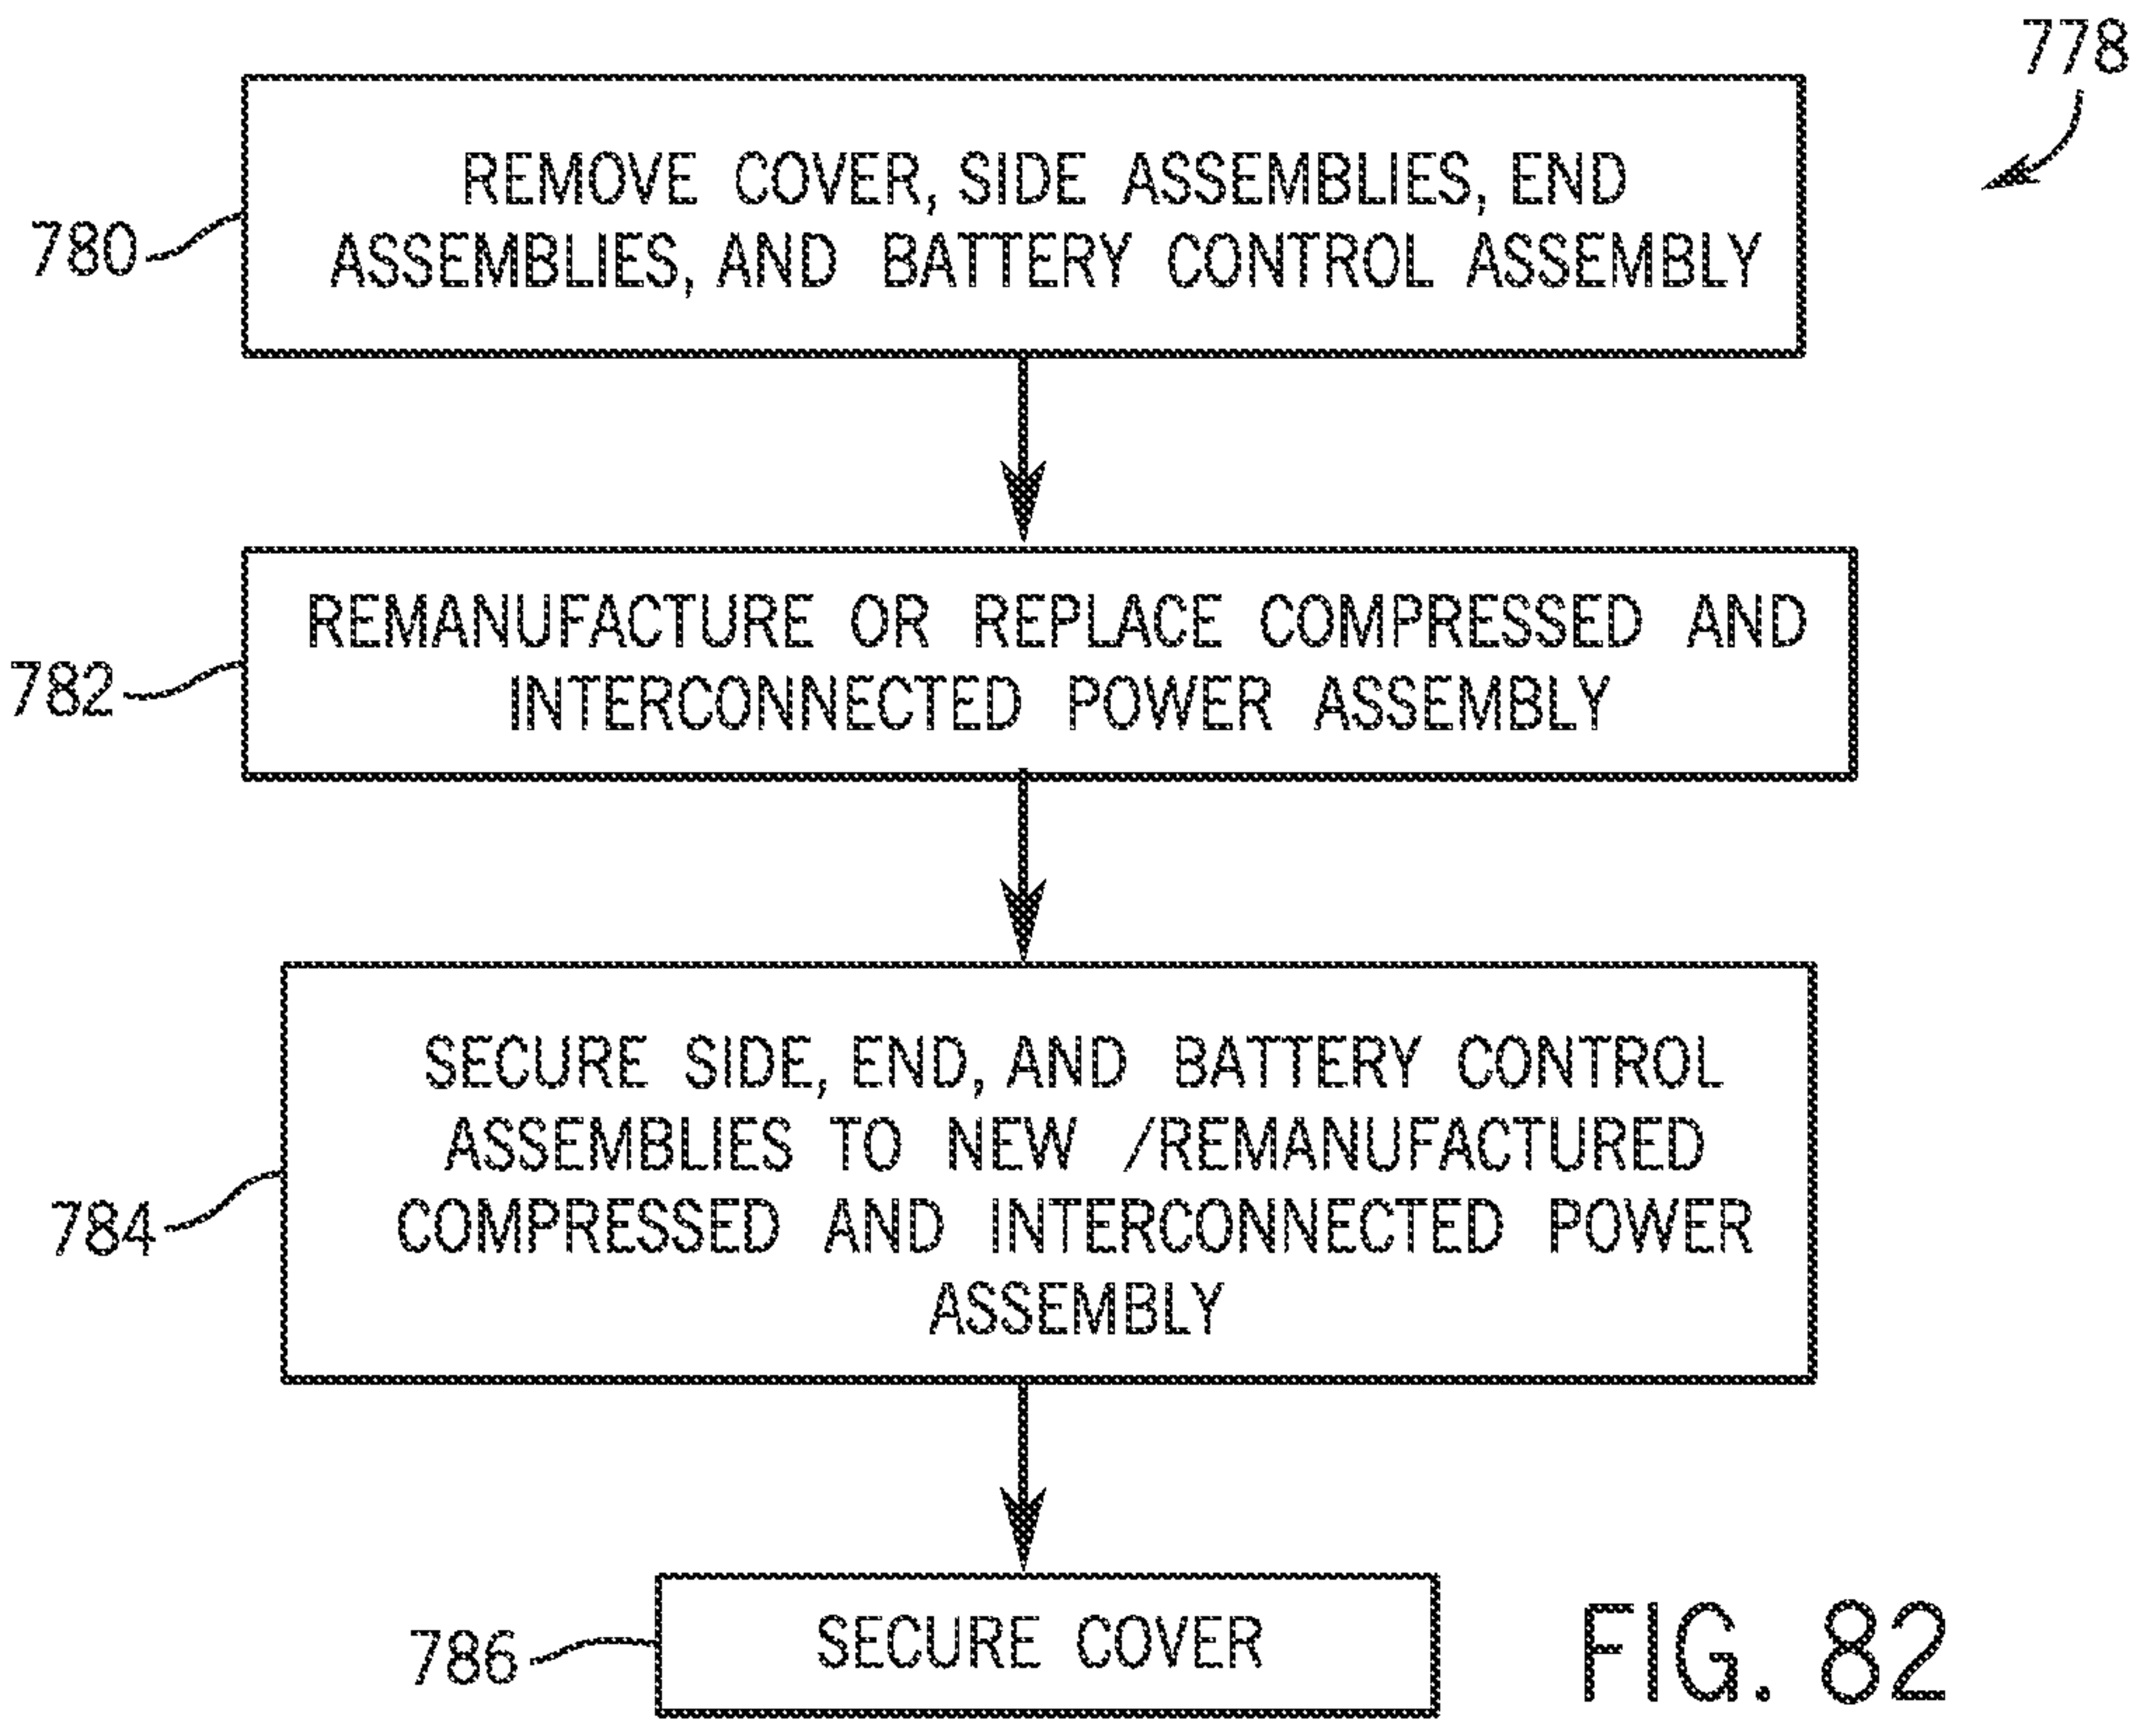 778
REMOVE COVER, SIDE ASSEMBLIES, END
ASSEMBLIES, AND BATTERY CONTROL ASSEMBLY
780
REMANUFACTURE OR REPLACE COMPRESSED AND
INTERCONNECTED POWER ASSEMBLY
782
SECURE SIDE, END, AND BATTERY CONTROL
ASSEMBLIES TO NEW /REMANUFACTURED
COMPRESSED AND INTERCONNECTED POWER
ASSEMBLY
784
SECURE COVER
786
FIG. 82